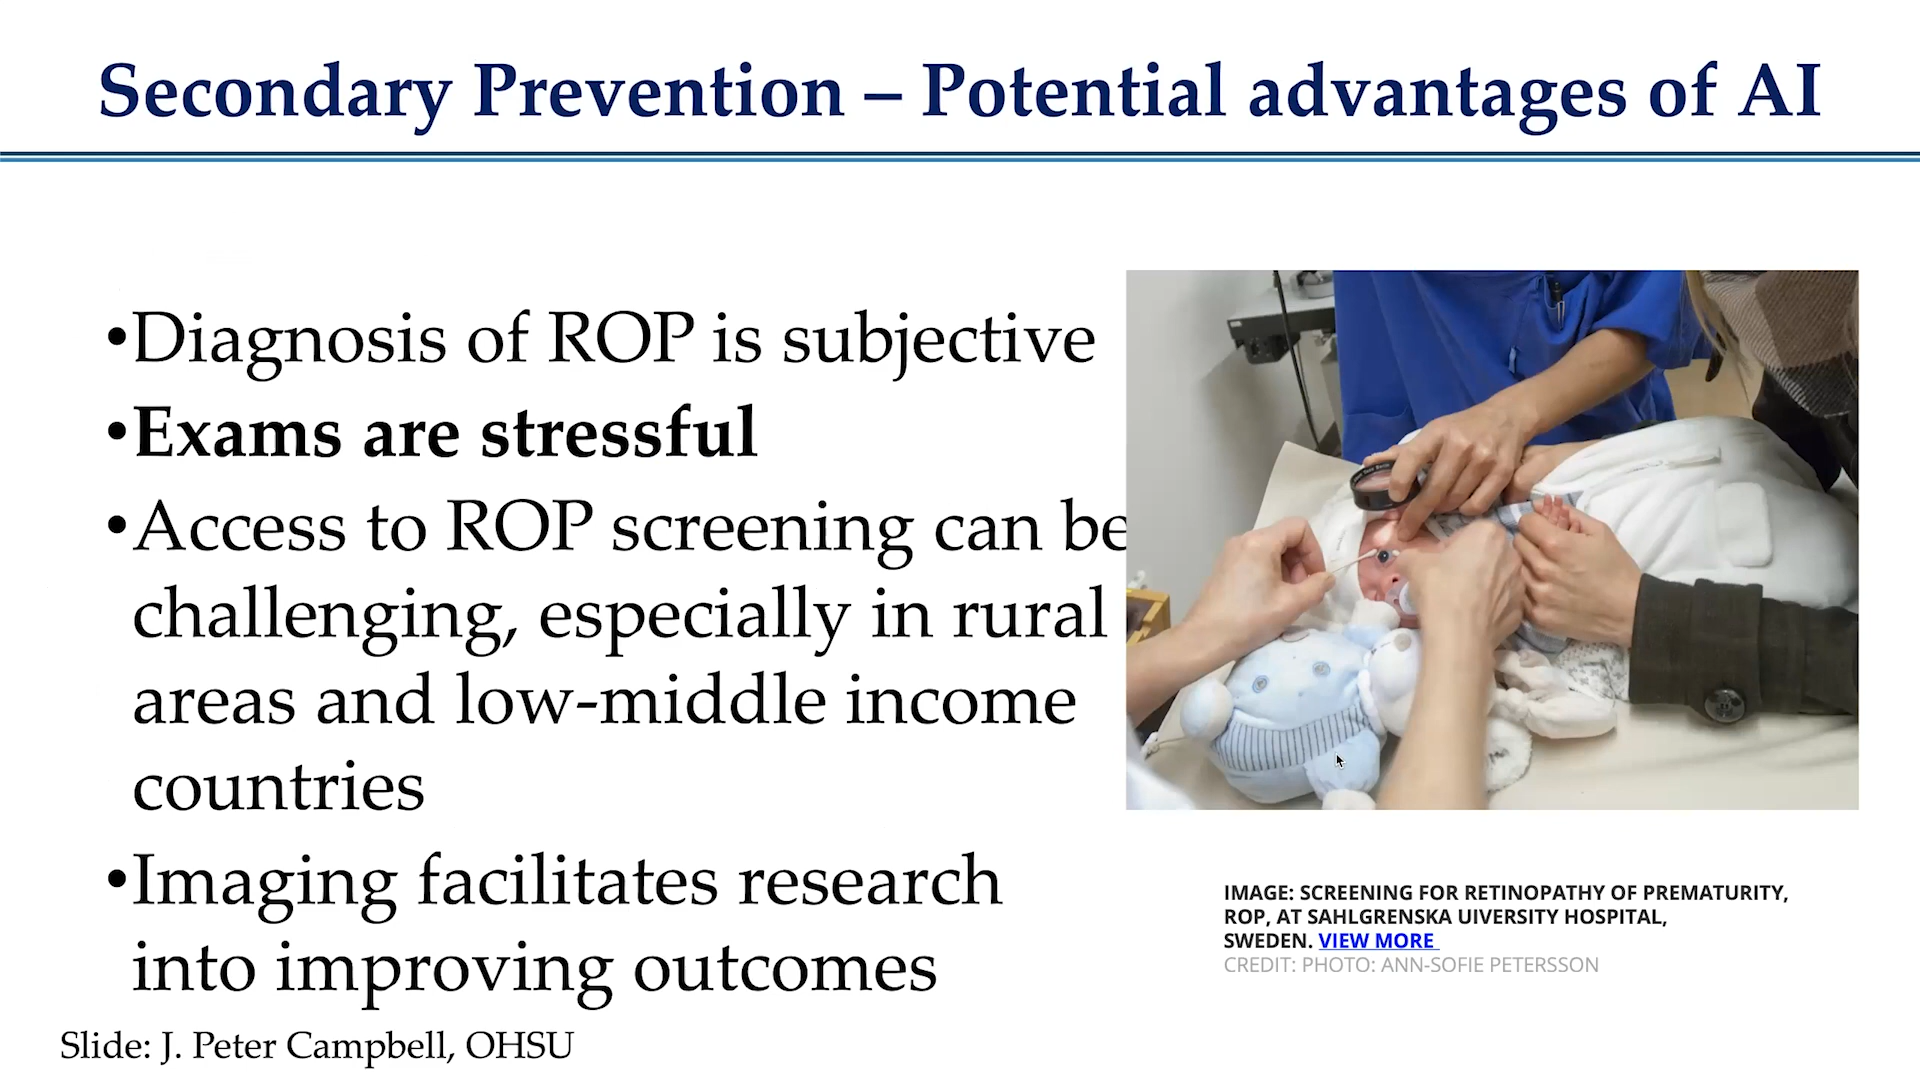 Secondary Prevention – Potential advantages of AI
•Diagnosis of ROP is subjective
•Exams are stressful
•Access to ROP screening can be
challenging, especially in rural
areas and low-middle income
countries
•Imaging facilitates research
into improving outcomes
IMAGE: SCREENING FOR RETINOPATHY OF PREMATURITY,
ROP, AT SAHLGRENSKA UIVERSITY HOSPITAL,
SWEDEN. VIEW MORE
CREDIT: PHOTO: ANN-SOFIE PETERSSON
Slide: J. Peter Campbell, OHSU